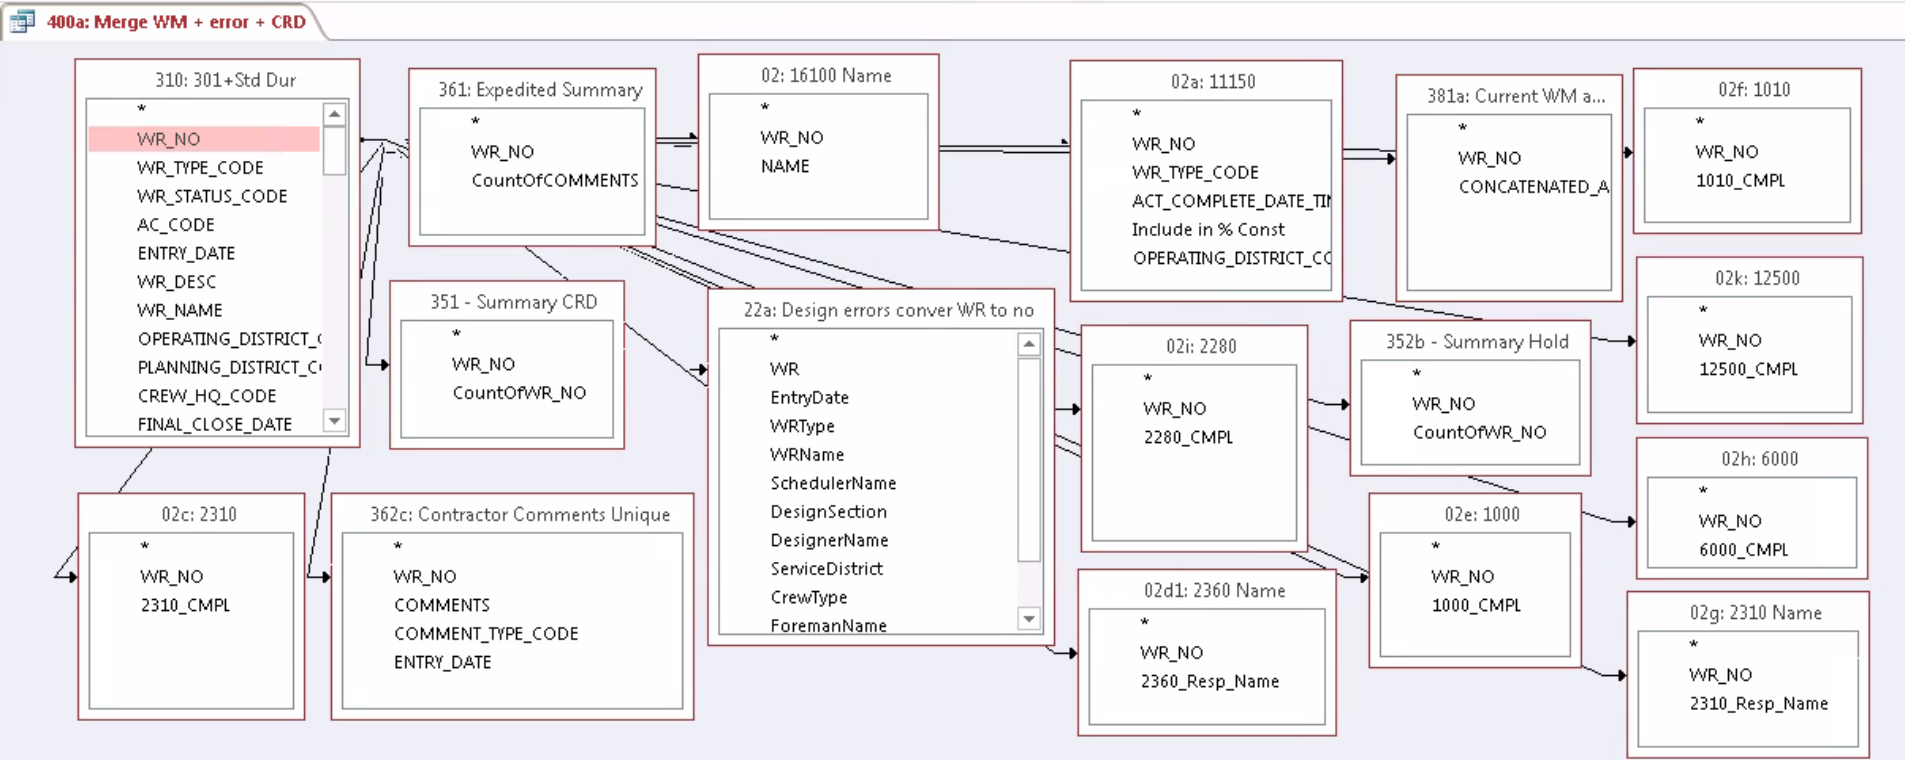 400a: Merge WM + error + CRD
310: 301+Std Dur
*
WR_NO
WR_TYPE_CODE
WR_STATUS_CODE
AC_CODE
ENTRY_DATE
WR_DESC
WR_NAME
OPERATING_DISTRICT_
PLANNING_DISTRICT_C
CREW_HQ_CODE
FINAL_CLOSE_DATE
361: Expedited Summary
*
WR_NO
CountOfCOMMENTS
02: 16100 Name
*
WR_NO
NAME
02a: 11150
*
WR_NO
WR_TYPE_CODE
ACT_COMPLETE_DATE_TI
Include in % Const
OPERATING_DISTRICT_CO
381a: Current WM a...
*
WR_NO
CONCATENATED_A
02f: 1010
*
WR_NO
1010_CMPL
351 - Summary CRD
*
WR_NO
CountOfWR_NO
22a: Design errors conver WR to no
*
WR
EntryDate
WRType
WRName
SchedulerName
DesignSection
DesignerName
ServiceDistrict
CrewType
ForemanName
02i: 2280
*
WR_NO
2280_CMPL
352b - Summary Hold
*
WR_NO
CountOfWR_NO
02k: 12500
*
WR_NO
12500_CMPL
02h: 6000
*
WR_NO
6000_CMPL
02c: 2310
*
WR_NO
2310_CMPL
362c: Contractor Comments Unique
*
WR_NO
COMMENTS
COMMENT_TYPE_CODE
ENTRY_DATE
02d1: 2360 Name
*
WR_NO
2360_Resp_Name
02e: 1000
*
WR_NO
1000_CMPL
02g: 2310 Name
*
WR_NO
2310_Resp_Name